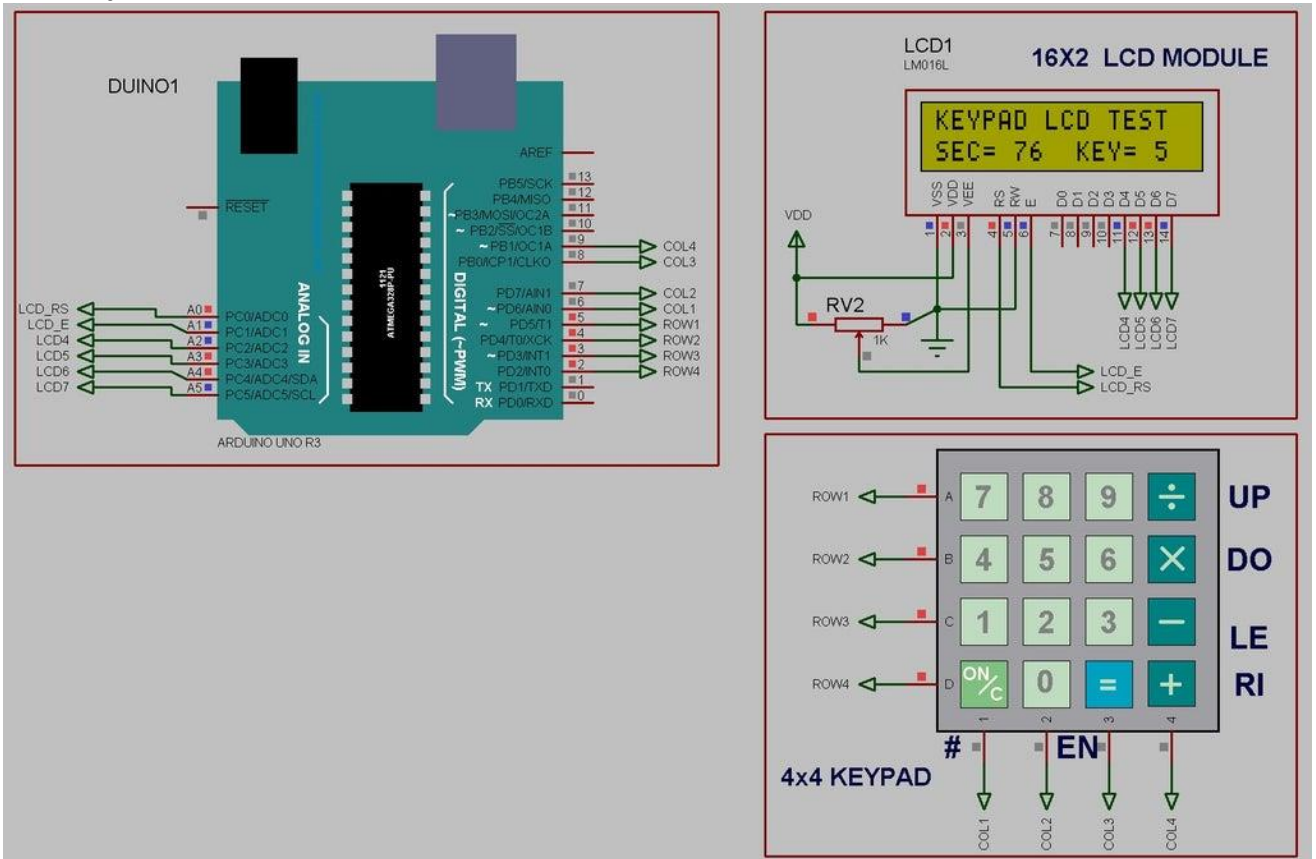 DUINO1
AREF
RESET
PB5/SCK 13
PB4/MISO 12
~PB3/MOSI/OC2A 11
~ PB2/SS/OC1B 10
~ PB1/OC1A 9 COL4
PB0/ICP1/CLKO 8 COL3
PD7/AIN1 7 COL2
~ PD6/AIN0 6 COL1
~ PD5/T1 5 ROW1
PD4/T0/XCK 4 ROW2
~ PD3/INT1 3 ROW3
PD2/INT0 2 ROW4
TX PD1/TXD 1
RX PD0/RXD 0
DIGITAL (~PWM)
1121
ATMEGA328P-PU
ANALOG IN
LCD_RS A0 PC0/ADC0
LCD_E A1 PC1/ADC1
LCD4 A2 PC2/ADC2
LCD5 A3 PC3/ADC3
LCD6 A4 PC4/ADC4/SDA
LCD7 A5 PC5/ADC5/SCL
ARDUINO UNO R3
LCD1
LM016L
16X2 LCD MODULE
KEYPAD LCD TEST
SEC= 76 KEY= 5
VSS VDD VEE RS RW E D0 D1 D2 D3 D4 D5 D6 D7
1 2 3 4 5 6 7 8 9 10 11 12 13 14
VDD
RV2
1K
LCD4 LCD5 LCD6 LCD7
LCD_E
LCD_RS
ROW1 A 7 8 9 ÷ UP
ROW2 B 4 5 6 × DO
ROW3 C 1 2 3 − LE
ROW4 D ON/C 0 = + RI
1 2 3 4
# EN
4x4 KEYPAD
COL1 COL2 COL3 COL4